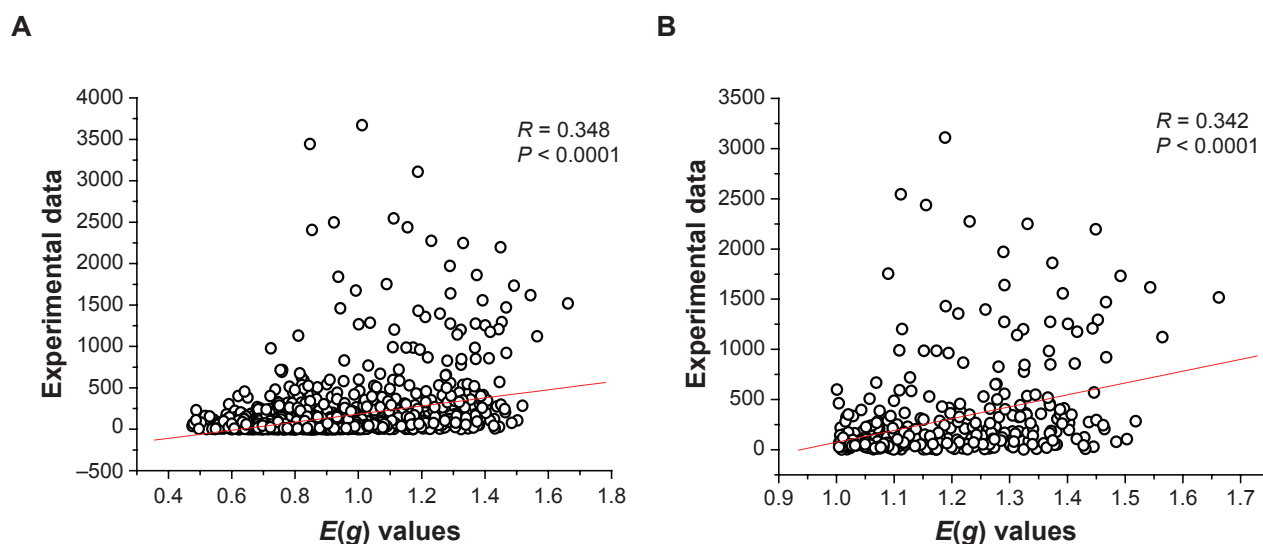 A
Experimental data
4000
3500
3000
2500
2000
1500
1000
500
0
–500
R = 0.348
P < 0.0001
0.4 0.6 0.8 1.0 1.2 1.4 1.6 1.8
E(g) values
B
Experimental data
3500
3000
2500
2000
1500
1000
500
0
R = 0.342
P < 0.0001
0.9 1.0 1.1 1.2 1.3 1.4 1.5 1.6 1.7
E(g) values